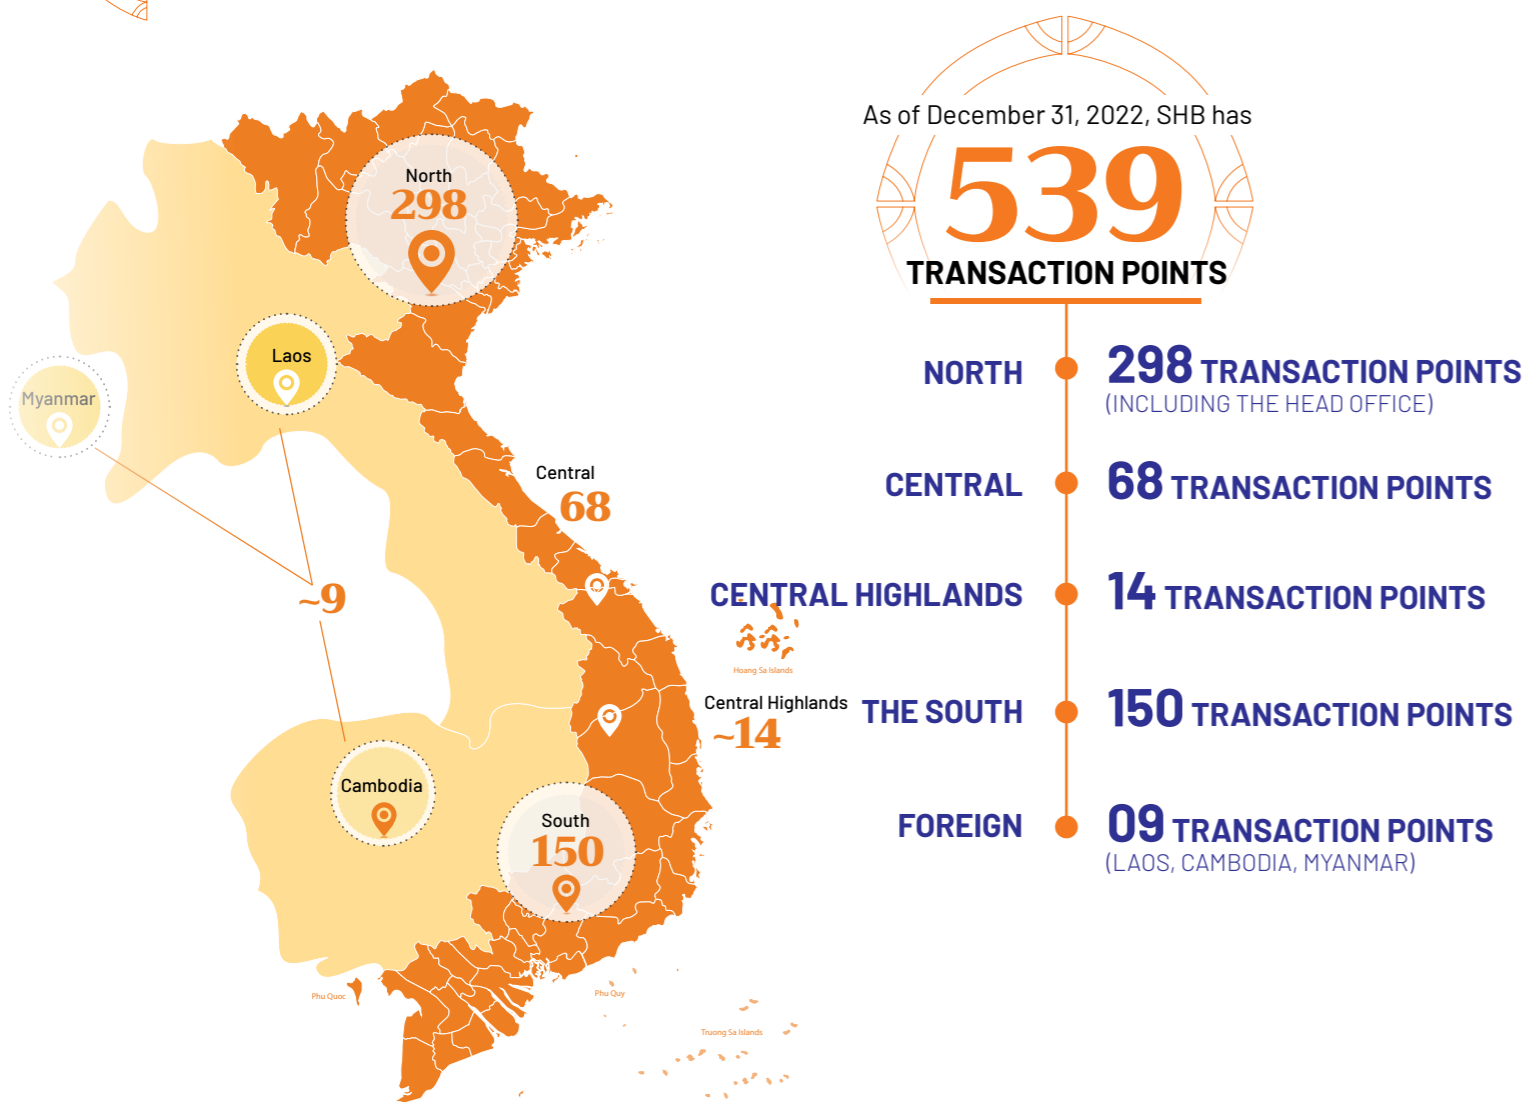 North
298
Laos
Myanmar
Central
68
~9
Hoang Sa Islands
Central Highlands
~14
Cambodia
South
150
Phu Quoc
Phu Quy
Truong Sa Islands
As of December 31, 2022, SHB has
539
TRANSACTION POINTS
NORTH
298 TRANSACTION POINTS
(INCLUDING THE HEAD OFFICE)
CENTRAL
68 TRANSACTION POINTS
CENTRAL HIGHLANDS
14 TRANSACTION POINTS
THE SOUTH
150 TRANSACTION POINTS
FOREIGN
09 TRANSACTION POINTS
(LAOS, CAMBODIA, MYANMAR)